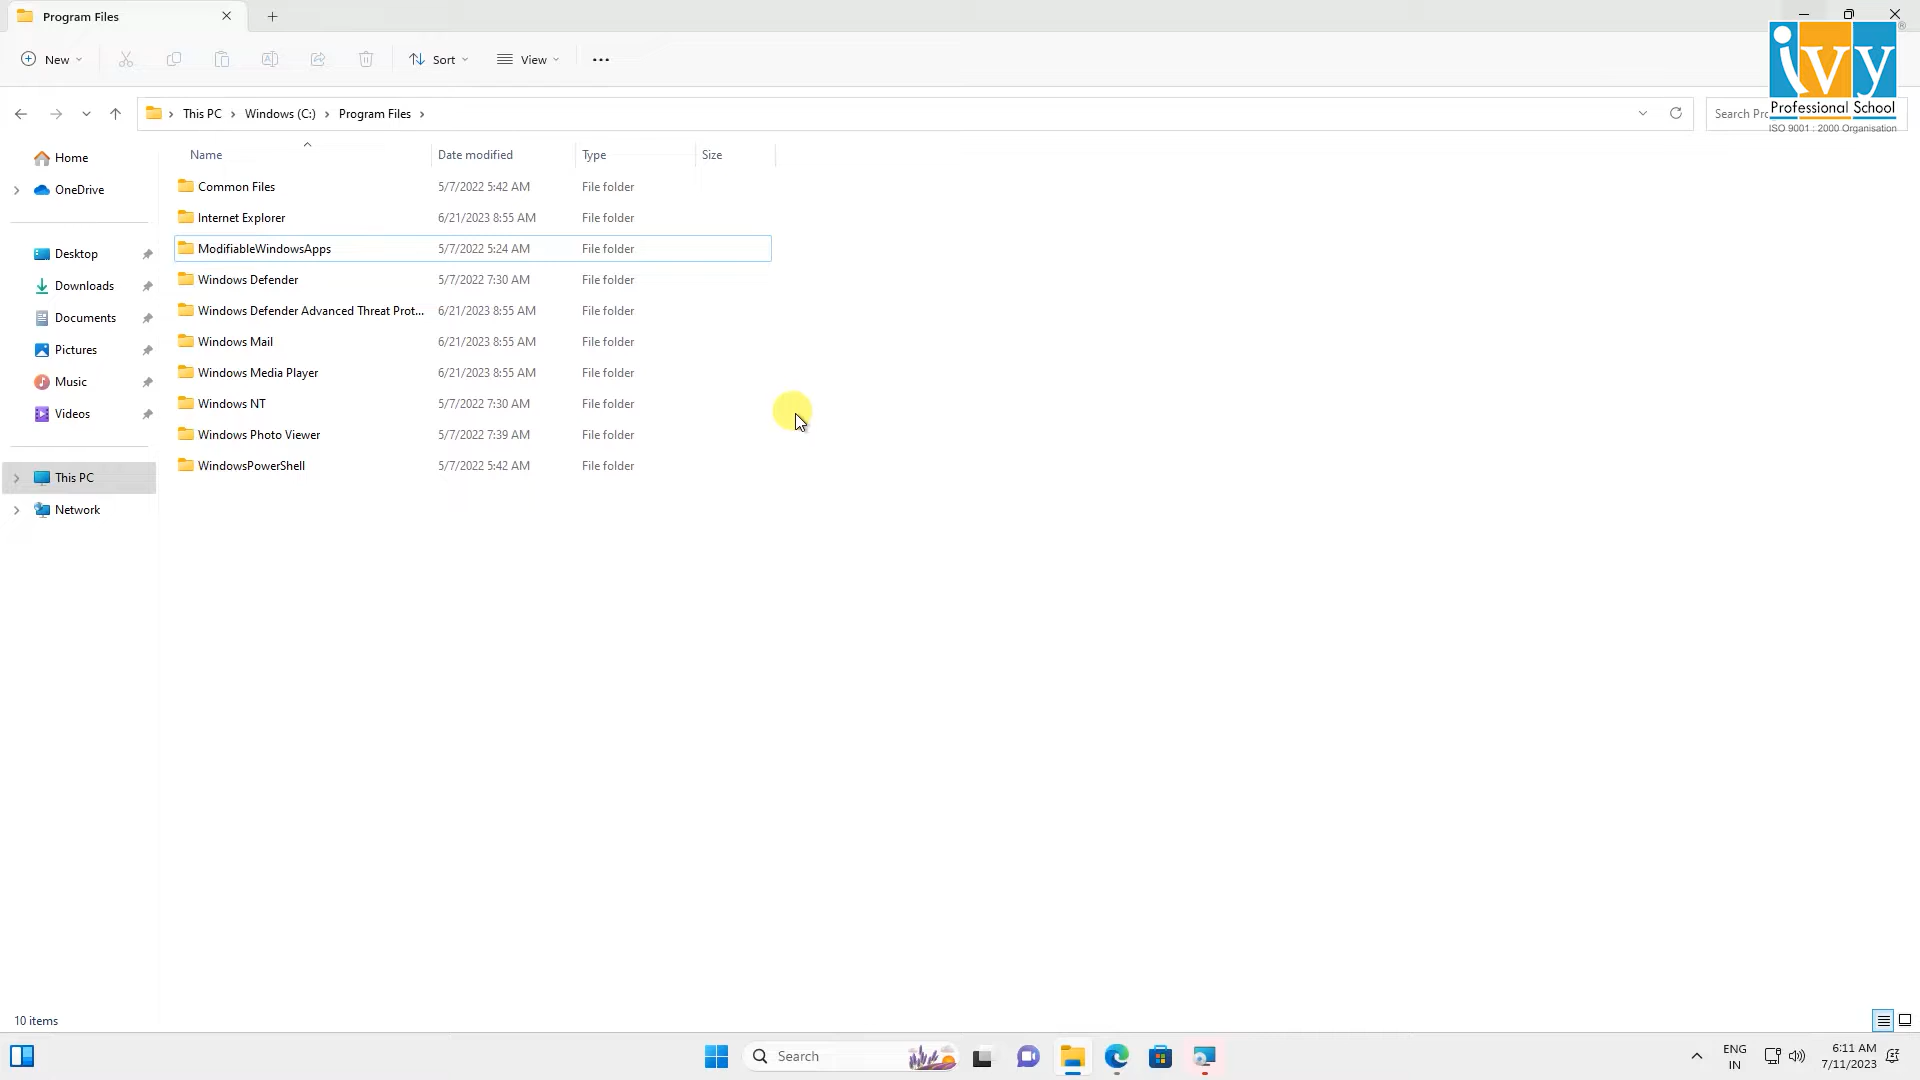 Program Files
New
Sort
View
ivy
Professional School
ISO 9001 : 2000 Organisation
This PC
Windows (C:)
Program Files
Search Pr
Name
Date modified
Type
Size
Home
OneDrive
Desktop
Downloads
Documents
Pictures
Music
Videos
This PC
Network
Common Files 5/7/2022 5:42 AM File folder
Internet Explorer 6/21/2023 8:55 AM File folder
ModifiableWindowsApps 5/7/2022 5:24 AM File folder
Windows Defender 5/7/2022 7:30 AM File folder
Windows Defender Advanced Threat Prot... 6/21/2023 8:55 AM File folder
Windows Mail 6/21/2023 8:55 AM File folder
Windows Media Player 6/21/2023 8:55 AM File folder
Windows NT 5/7/2022 7:30 AM File folder
Windows Photo Viewer 5/7/2022 7:39 AM File folder
WindowsPowerShell 5/7/2022 5:42 AM File folder
10 items
Search
ENG
IN
6:11 AM
7/11/2023